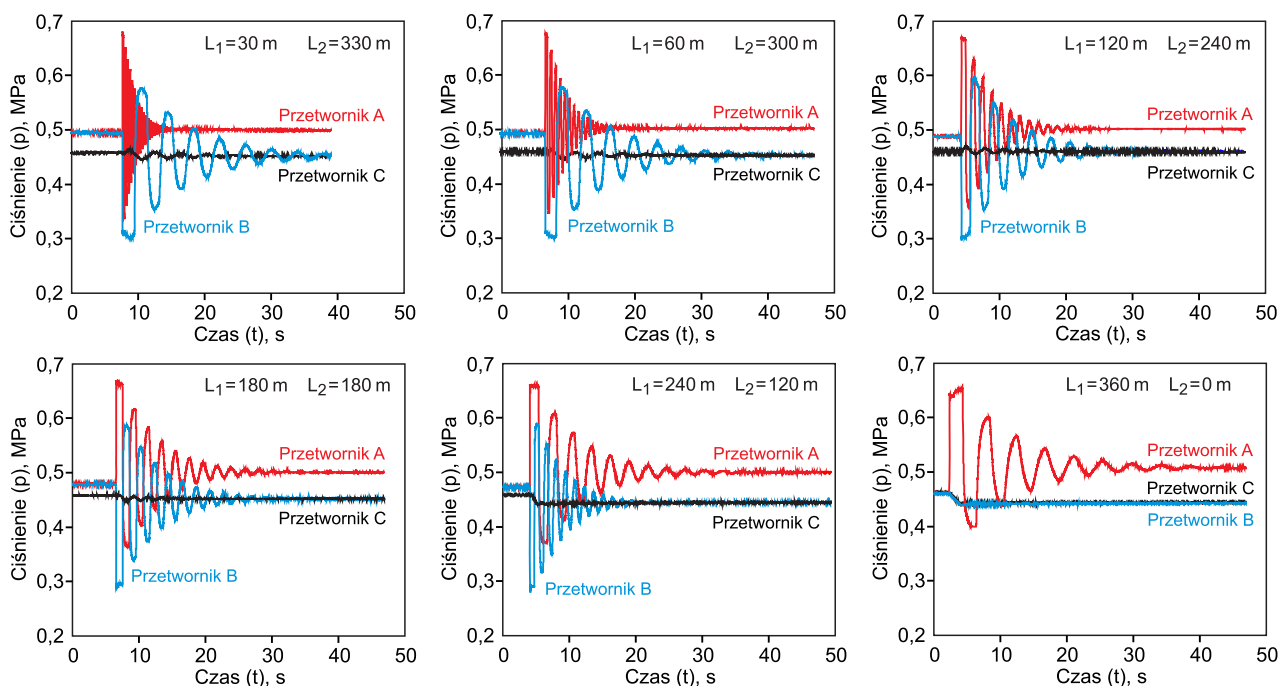 Ciśnienie (p), MPa
0,7
0,6
0,5
0,4
0,3
0,2
L₁=30 m L₂=330 m
Przetwornik A
Przetwornik C
Przetwornik B
0 10 20 30 40 50
Czas (t), s
Ciśnienie (p), MPa
0,7
0,6
0,5
0,4
0,3
0,2
L₁=60 m L₂=300 m
Przetwornik A
Przetwornik C
Przetwornik B
0 10 20 30 40 50
Czas (t), s
Ciśnienie (p), MPa
0,7
0,6
0,5
0,4
0,3
0,2
L₁=120 m L₂=240 m
Przetwornik A
Przetwornik C
Przetwornik B
0 10 20 30 40 50
Czas (t), s
Ciśnienie (p), MPa
0,7
0,6
0,5
0,4
0,3
0,2
L₁=180 m L₂=180 m
Przetwornik A
Przetwornik C
Przetwornik B
0 10 20 30 40 50
Czas (t), s
Ciśnienie (p), MPa
0,7
0,6
0,5
0,4
0,3
0,2
L₁=240 m L₂=120 m
Przetwornik A
Przetwornik C
Przetwornik B
0 10 20 30 40 50
Czas (t), s
Ciśnienie (p), MPa
0,7
0,6
0,5
0,4
0,3
0,2
L₁=360 m L₂=0 m
Przetwornik A
Przetwornik C
Przetwornik B
0 10 20 30 40 50
Czas (t), s